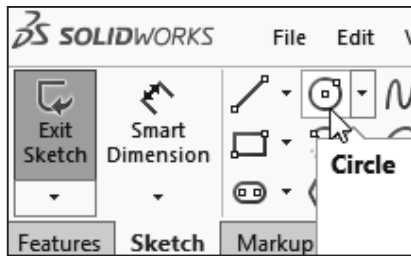 SOLIDWORKS File Edit
Exit Sketch
Smart Dimension
Circle
Features Sketch Markup